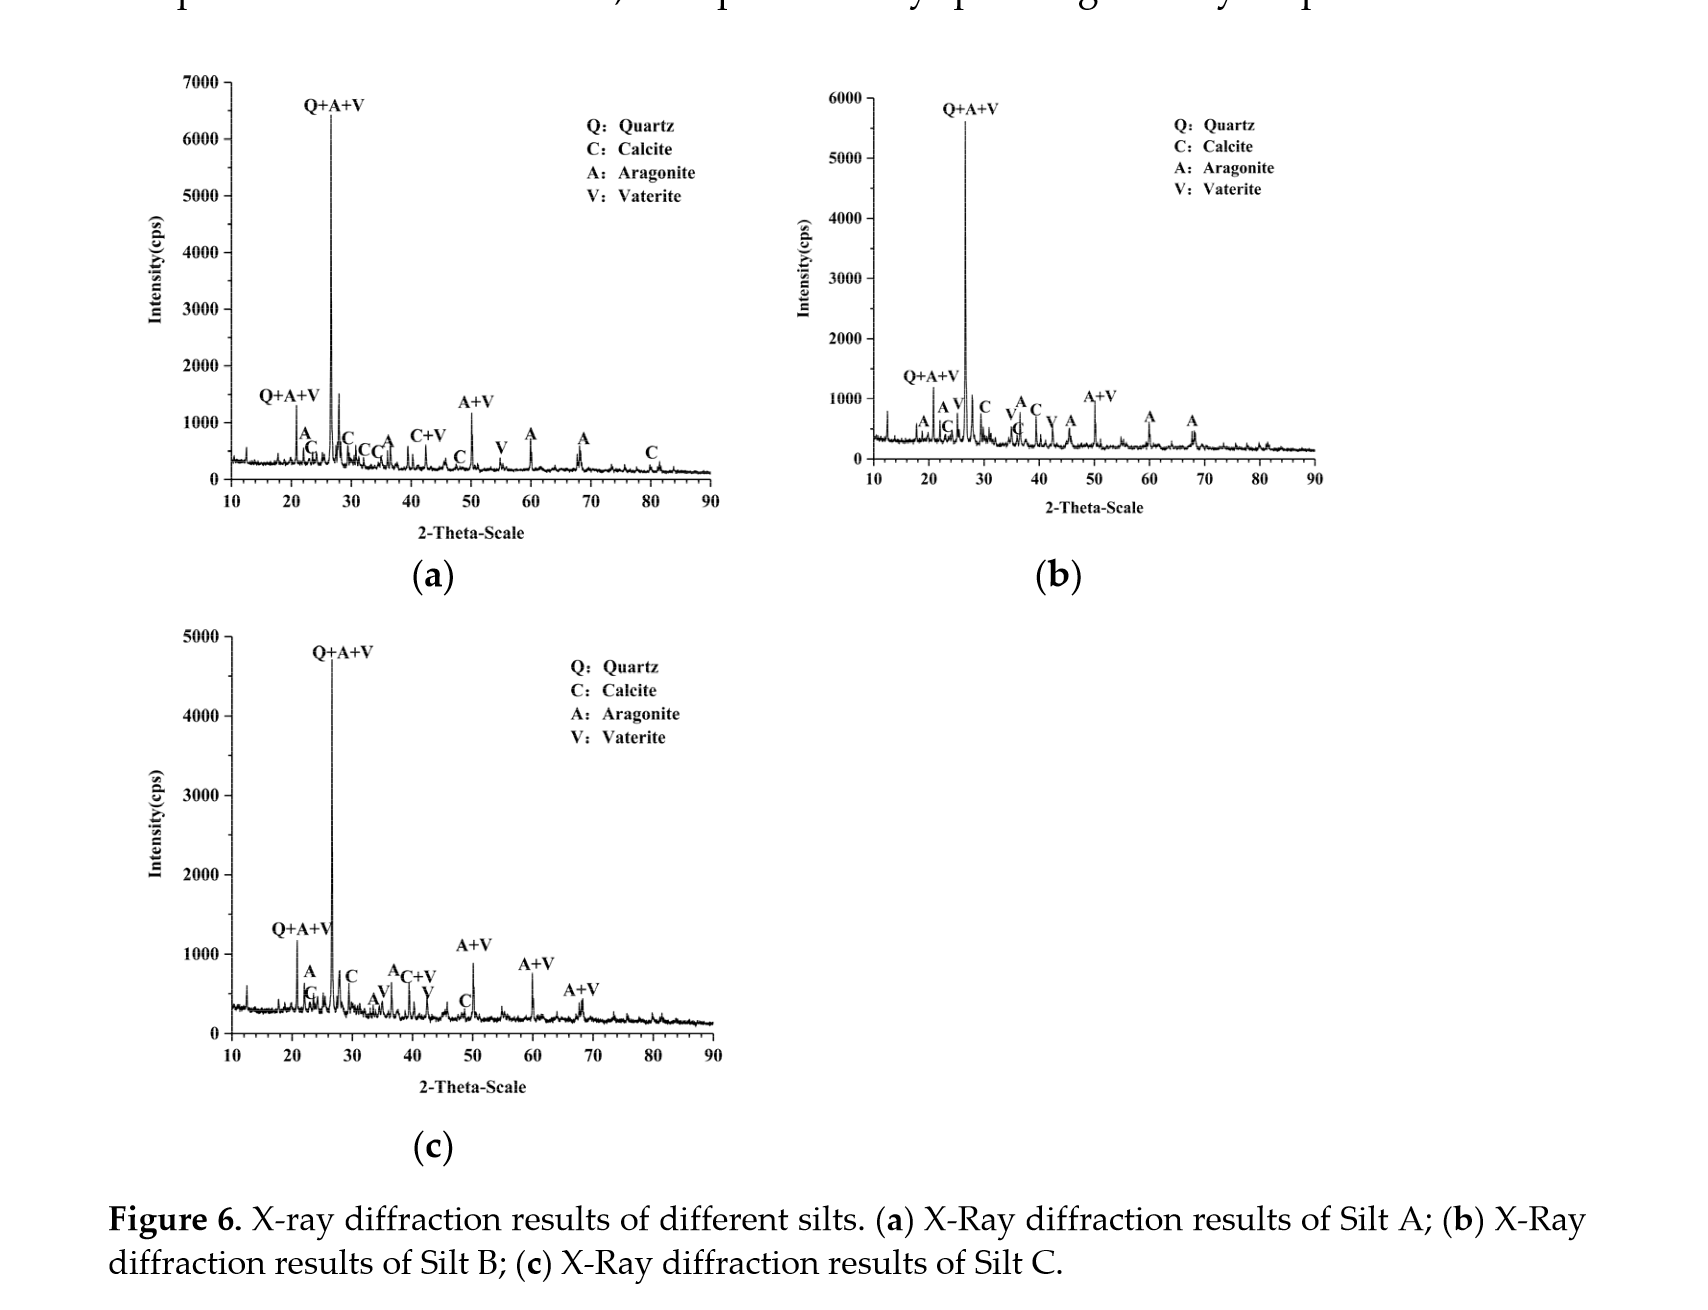 7000
Q+A+V
6000
Q: Quartz
C: Calcite
5000
A: Aragonite
V: Vaterite
4000
Intensity(cps)
3000
2000
Q+A+V
A
C
C
C
C
A
C+V
C
A+V
V
A
A
C
1000
0
10 20 30 40 50 60 70 80 90
2-Theta-Scale
(a)
6000
Q+A+V
Q: Quartz
C: Calcite
5000
A: Aragonite
V: Vaterite
4000
Intensity(cps)
3000
2000
Q+A+V
A
A
C
V
C
V
C
A
C
V
A
A+V
A
A
1000
0
10 20 30 40 50 60 70 80 90
2-Theta-Scale
(b)
5000
Q+A+V
Q: Quartz
C: Calcite
A: Aragonite
4000
V: Vaterite
Intensity(cps)
3000
2000
Q+A+V
A
C
C
A
V
A
C+V
V
C
A+V
A+V
A+V
1000
0
10 20 30 40 50 60 70 80 90
2-Theta-Scale
(c)
Figure 6. X-ray diffraction results of different silts. (a) X-Ray diffraction results of Silt A; (b) X-Ray
diffraction results of Silt B; (c) X-Ray diffraction results of Silt C.